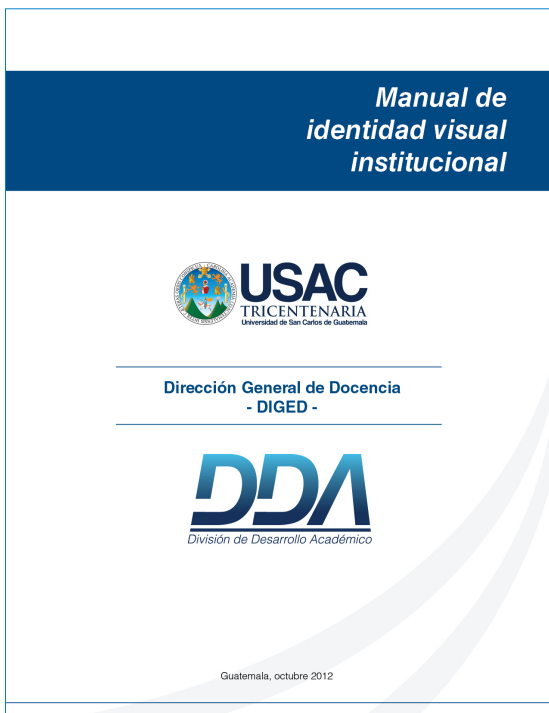 Manual de
identidad visual
institucional
USAC
TRICENTENARIA
Universidad de San Carlos de Guatemala
Dirección General de Docencia
- DIGED -
DDA
División de Desarrollo Académico
Guatemala, octubre 2012